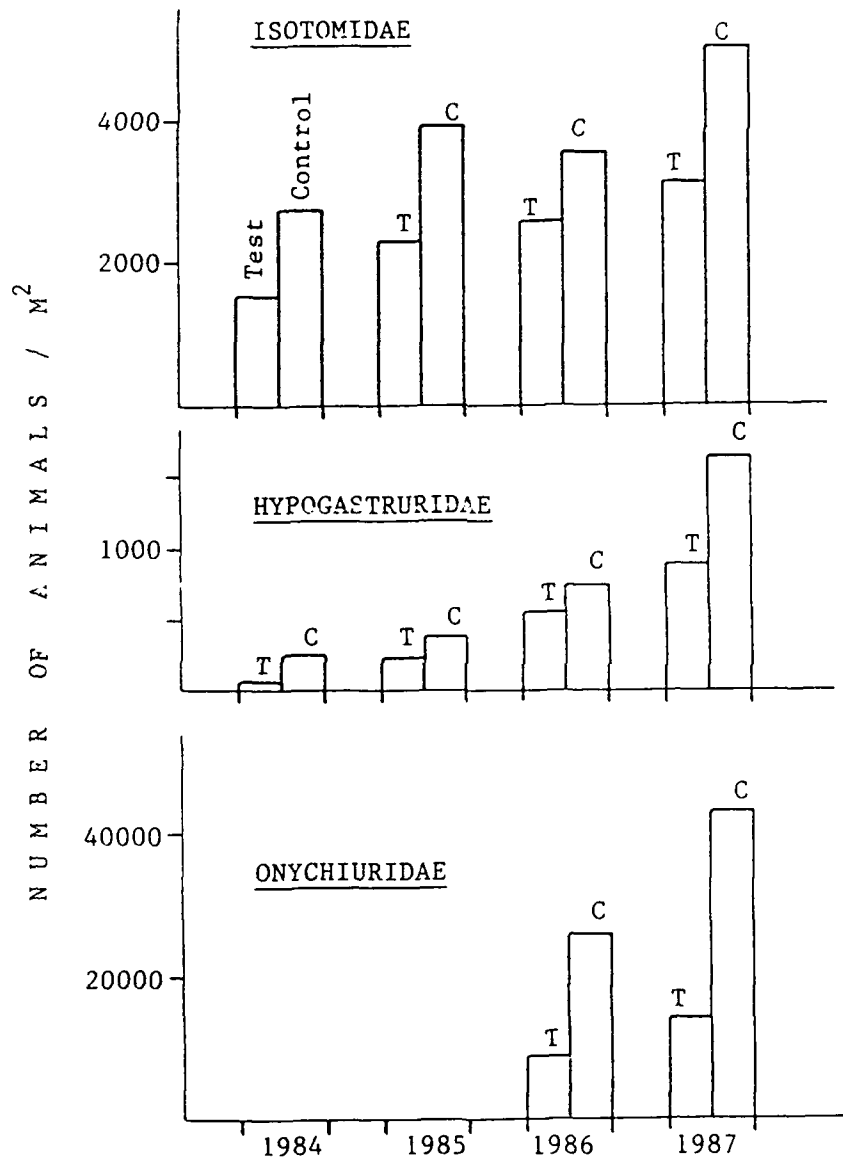 NUMBER OF ANIMALS / M²
ISOTOMIDAE
4000
2000
Test
Control
T
C
T
C
T
C
HYPOGASTRURIDAE
1000
T
C
T
C
T
C
T
C
ONYCHIURIDAE
40000
20000
T
C
T
C
1984
1985
1986
1987